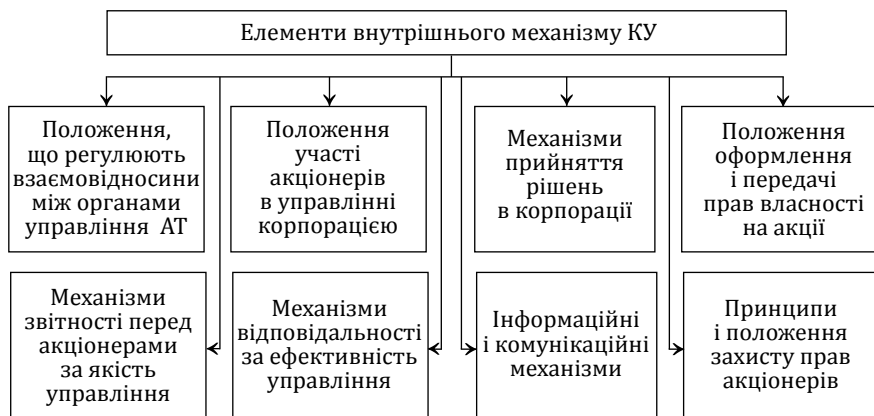 Елементи внутрішнього механізму КУ
Положення,
що регулюють
взаємовідносини
між органами
управління АТ
Положення
участі
акціонерів
в управлінні
корпорацією
Механізми
прийняття
рішень
в корпорації
Положення
оформлення
і передачі
прав власності
на акції
Механізми
звітності перед
акціонерами
за якість
управління
Механізми
відповідальності
за ефективність
управління
Інформаційні
і комунікаційні
механізми
Принципи
і положення
захисту прав
акціонерів